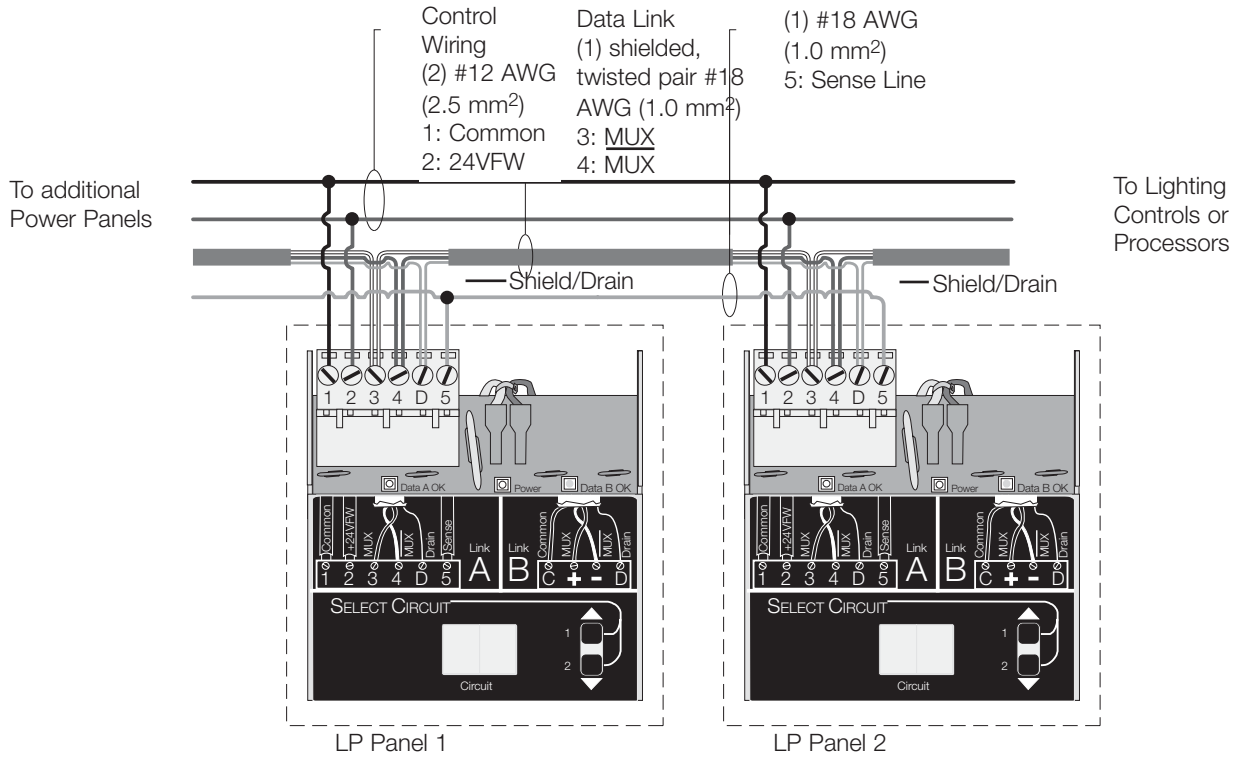 Control
Wiring
(2) #12 AWG
(2.5 mm²)
1: Common
2: 24VFW
Data Link
(1) shielded,
twisted pair #18
AWG (1.0 mm²)
3: MUX
4: MUX
(1) #18 AWG
(1.0 mm²)
5: Sense Line
To additional
Power Panels
To Lighting
Controls or
Processors
Shield/Drain
Shield/Drain
1 2 3 4 D 5
Data A OK
Power
Data B OK
Common
+24VFW
MUX
MUX
Drain
Sense
Link
A
Link
B
Common
MUX
MUX
Drain
1 2 3 4 D 5
C + - D
SELECT CIRCUIT
1
2
Circuit
LP Panel 1
1 2 3 4 D 5
Data A OK
Power
Data B OK
Common
+24VFW
MUX
MUX
Drain
Sense
Link
A
Link
B
Common
MUX
MUX
Drain
1 2 3 4 D 5
C + - D
SELECT CIRCUIT
1
2
Circuit
LP Panel 2